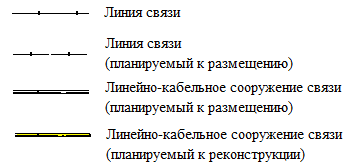 Линия связи
Линия связи
(планируемый к размещению)
Линейно-кабельное сооружение связи
(планируемый к размещению)
Линейно-кабельное сооружение связи
(планируемый к реконструкции)